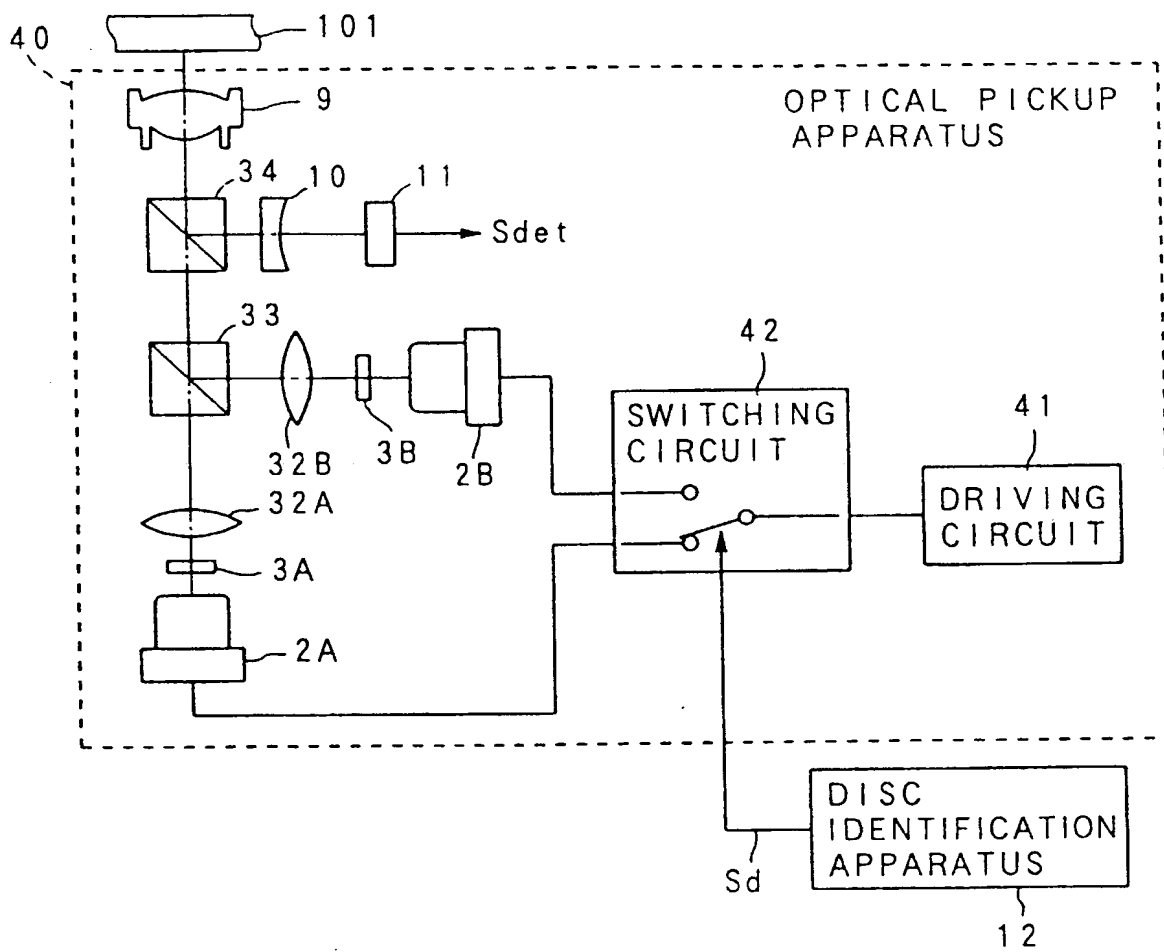 101
40
9
OPTICAL PICKUP
APPARATUS
34
10
11
Sdet
33
42
SWITCHING
CIRCUIT
41
DRIVING
CIRCUIT
32B
3B
2B
32A
3A
2A
DISC
IDENTIFICATION
APPARATUS
Sd
12